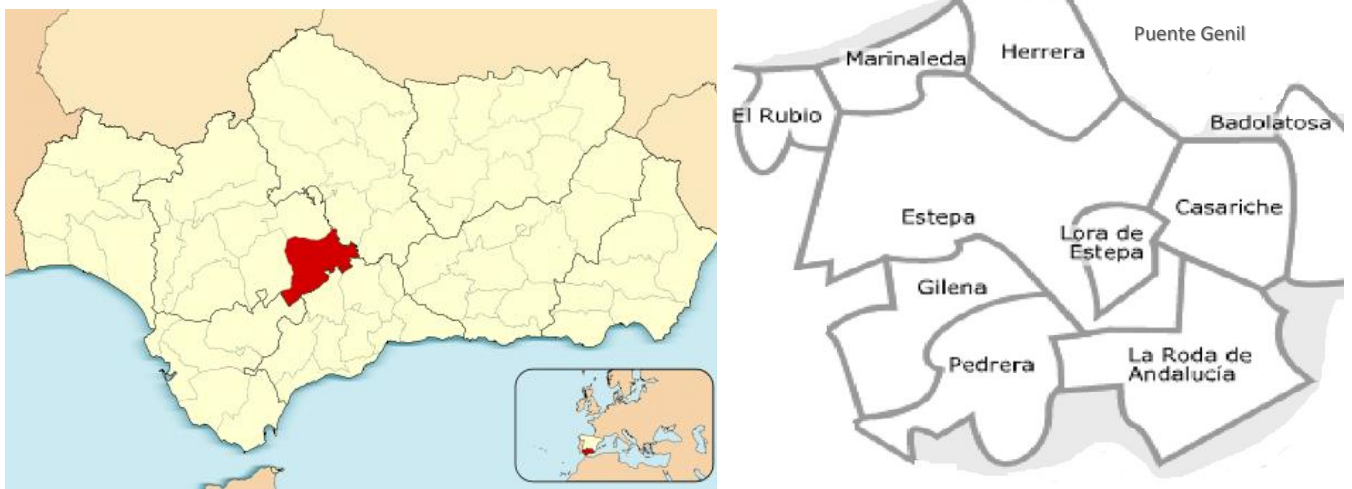 Puente Genil
Herrera
Marinaleda
El Rubio
Badolatosa
Casariche
Estepa
Lora de
Estepa
Gilena
La Roda de
Andalucía
Pedrera